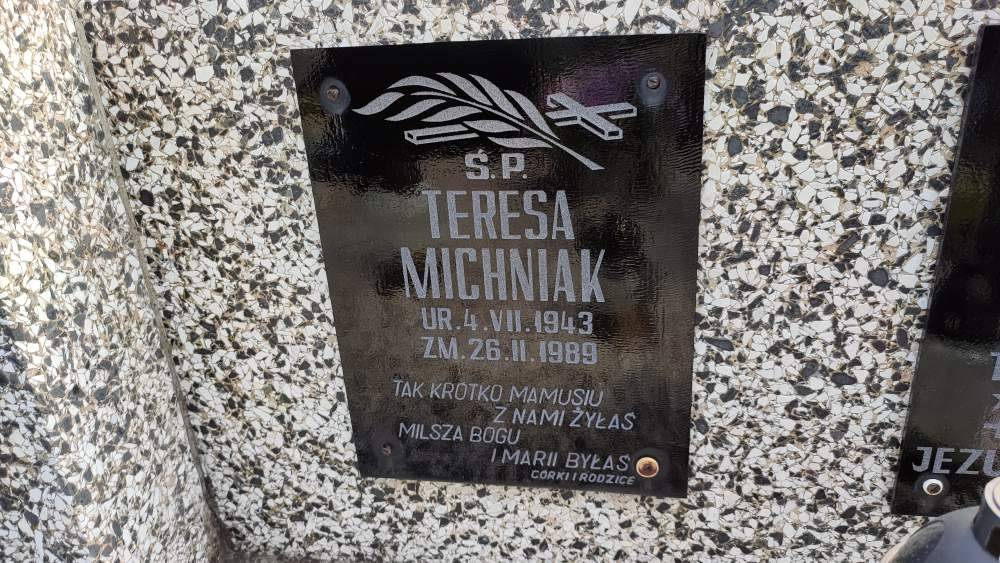 Ś.P.
TERESA
MICHNIAK
UR. 4. VII. 1943
ZM. 26. II. 1989
TAK KRÓTKO MAMUSIU
Z NAMI ŻYŁAŚ
MILSZA BOGU
I MARII BYŁAŚ
CÓRKI I RODZICE